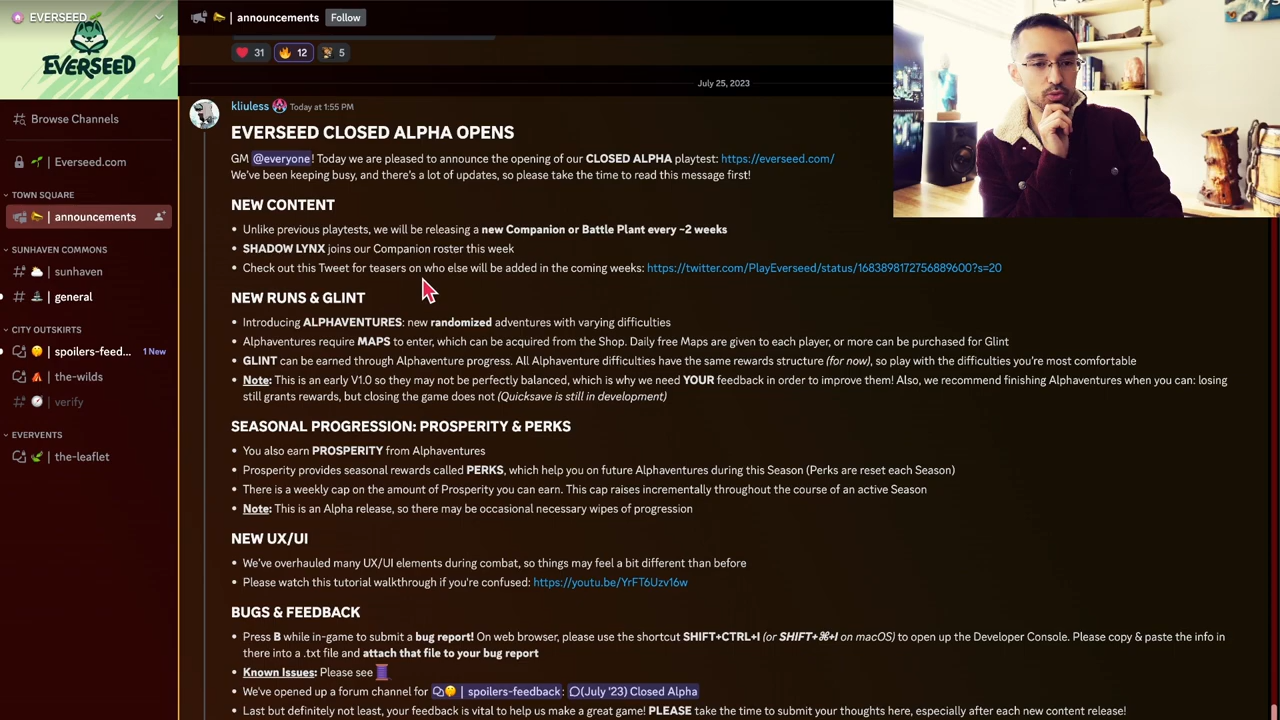 EVERSEED
EVERSEED
Browse Channels
Everseed.com
TOWN SQUARE
| announcements
SUNHAVEN COMMONS
| sunhaven
| general
CITY OUTSKIRTS
| spoilers-feed... 1 New
| the-wilds
| verify
EVERVENTS
| the-leaflet
| announcements Follow
31 12 5
July 25, 2023
kliuless Today at 1:55 PM
EVERSEED CLOSED ALPHA OPENS
GM @everyone! Today we are pleased to announce the opening of our CLOSED ALPHA playtest: https://everseed.com/
We've been keeping busy, and there's a lot of updates, so please take the time to read this message first!
NEW CONTENT
• Unlike previous playtests, we will be releasing a new Companion or Battle Plant every ~2 weeks
• SHADOW LYNX joins our Companion roster this week
• Check out this Tweet for teasers on who else will be added in the coming weeks: https://twitter.com/PlayEverseed/status/1683898172756889600?s=20
NEW RUNS & GLINT
• Introducing ALPHAVENTURES: new randomized adventures with varying difficulties
• Alphaventures require MAPS to enter, which can be acquired from the Shop. Daily free Maps are given to each player, or more can be purchased for Glint
• GLINT can be earned through Alphaventure progress. All Alphaventure difficulties have the same rewards structure (for now), so play with the difficulties you're most comfortable
• Note: This is an early V1.0 so they may not be perfectly balanced, which is why we need YOUR feedback in order to improve them! Also, we recommend finishing Alphaventures when you can: losing
still grants rewards, but closing the game does not (Quicksave is still in development)
SEASONAL PROGRESSION: PROSPERITY & PERKS
• You also earn PROSPERITY from Alphaventures
• Prosperity provides seasonal rewards called PERKS, which help you on future Alphaventures during this Season (Perks are reset each Season)
• There is a weekly cap on the amount of Prosperity you can earn. This cap raises incrementally throughout the course of an active Season
• Note: This is an Alpha release, so there may be occasional necessary wipes of progression
NEW UX/UI
• We've overhauled many UX/UI elements during combat, so things may feel a bit different than before
• Please watch this tutorial walkthrough if you're confused: https://youtu.be/YrFT6Uzv16w
BUGS & FEEDBACK
• Press B while in-game to submit a bug report! On web browser, please use the shortcut SHIFT+CTRL+I (or SHIFT+⌘+I on macOS) to open up the Developer Console. Please copy & paste the info in
there into a .txt file and attach that file to your bug report
• Known Issues: Please see
• We've opened up a forum channel for | spoilers-feedback: (July '23) Closed Alpha
• Last but definitely not least, your feedback is vital to help us make a great game! PLEASE take the time to submit your thoughts here, especially after each new content release!